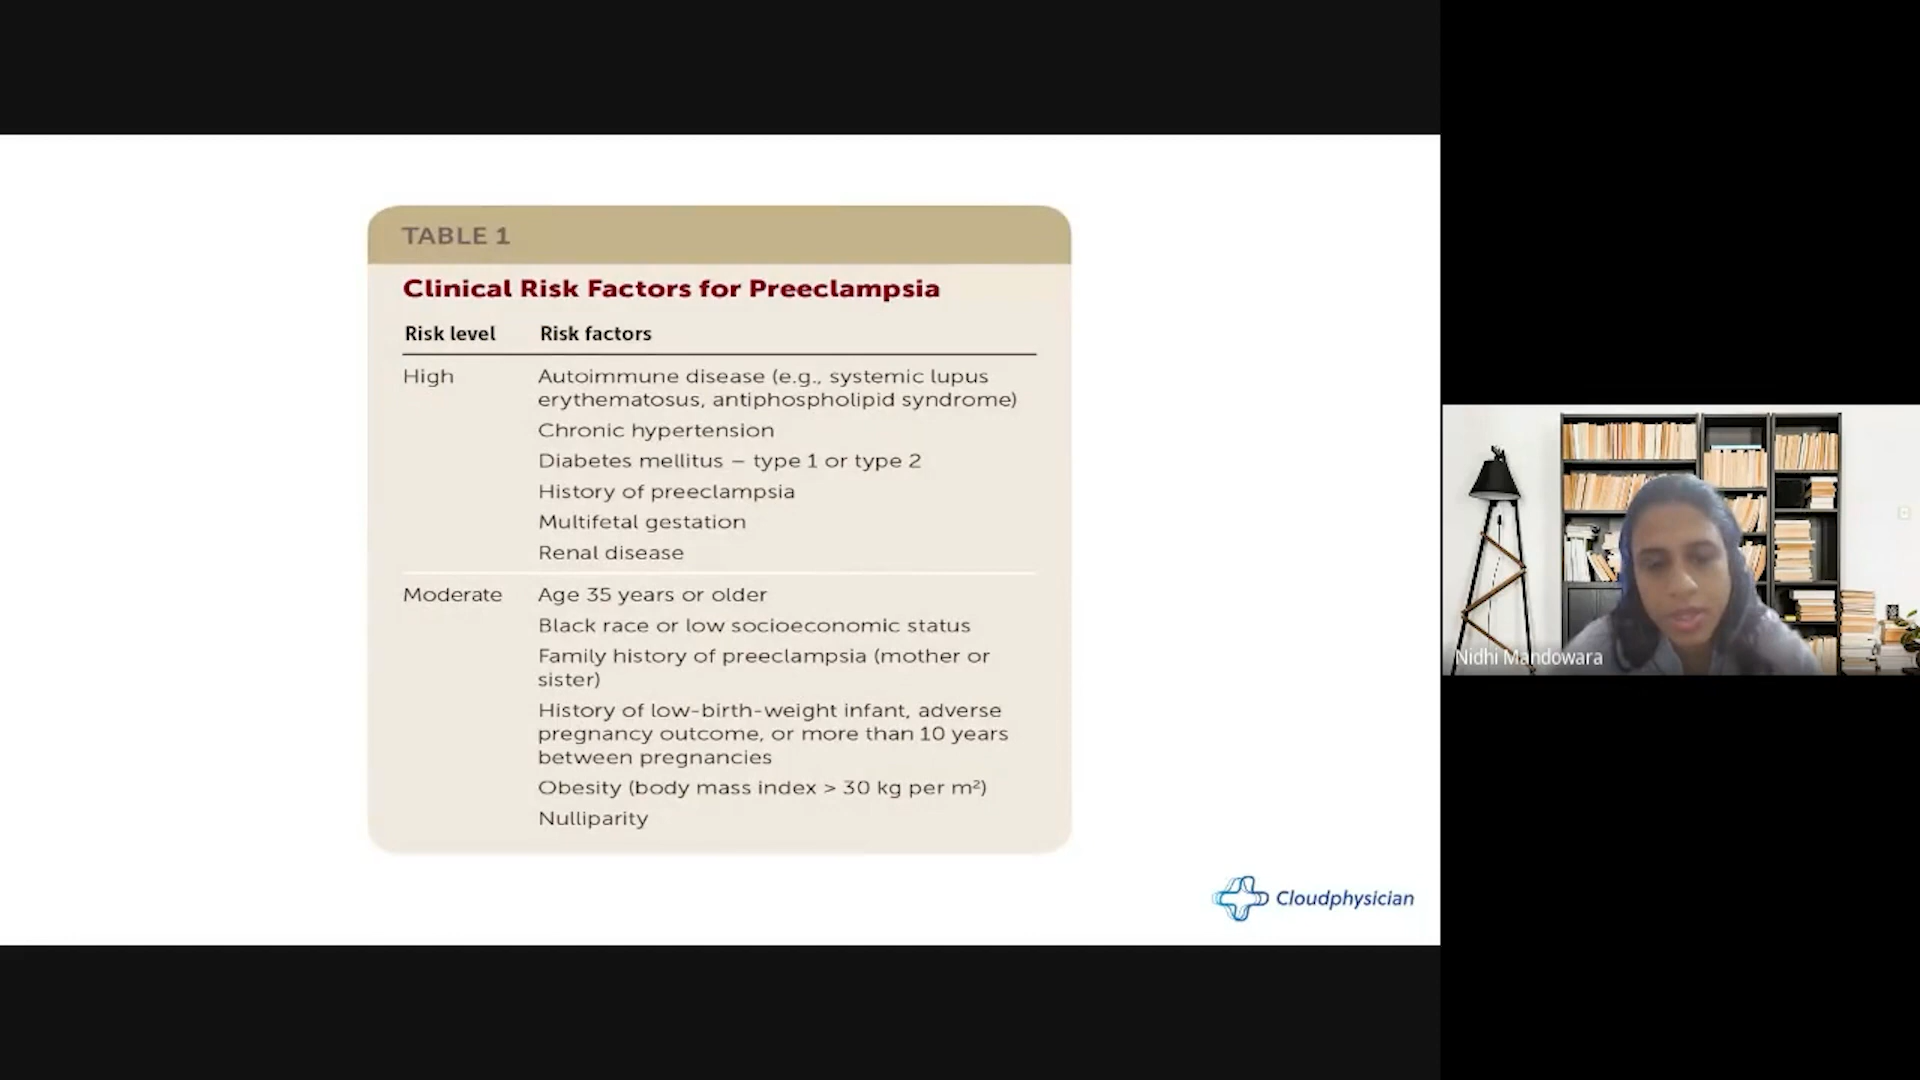 TABLE 1
Clinical Risk Factors for Preeclampsia
Risk level Risk factors
High Autoimmune disease (e.g., systemic lupus
erythematosus, antiphospholipid syndrome)
Chronic hypertension
Diabetes mellitus – type 1 or type 2
History of preeclampsia
Multifetal gestation
Renal disease
Moderate Age 35 years or older
Black race or low socioeconomic status
Family history of preeclampsia (mother or
sister)
History of low-birth-weight infant, adverse
pregnancy outcome, or more than 10 years
between pregnancies
Obesity (body mass index > 30 kg per m²)
Nulliparity
Cloudphysician
Nidhi Mandowara